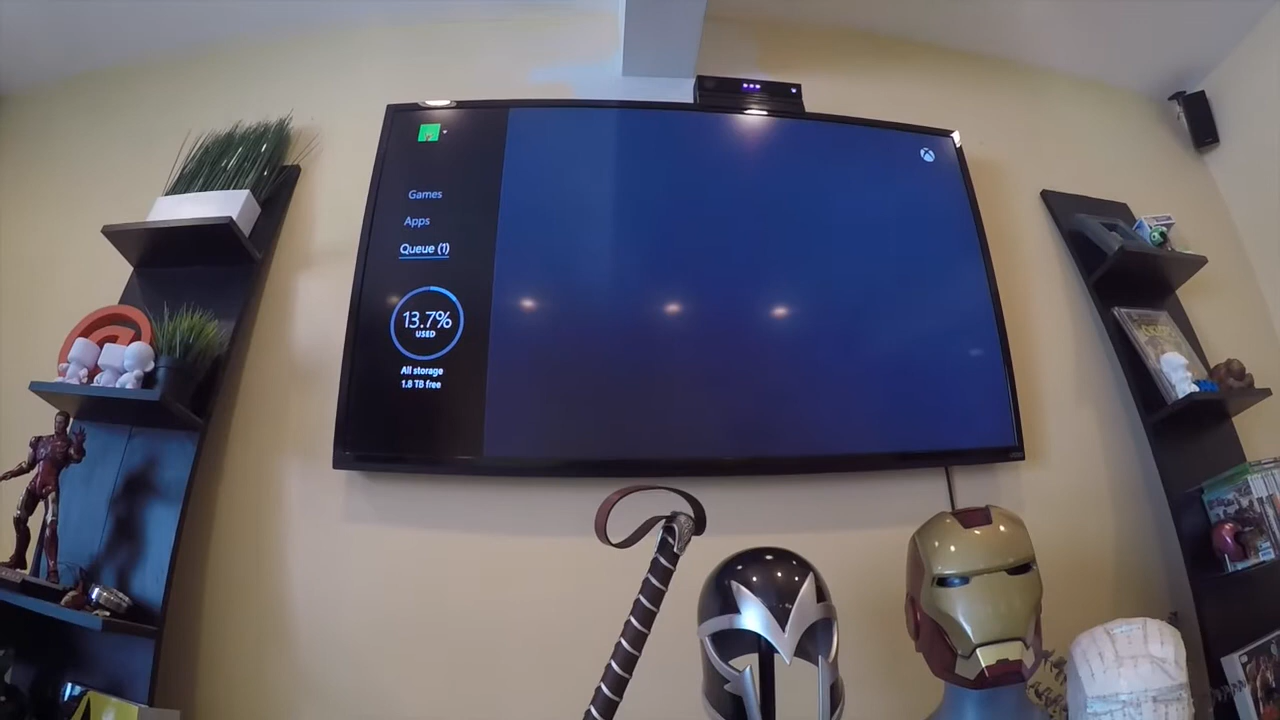 Games
Apps
Queue (1)
13.7%
USED
All storage
1.8 TB free